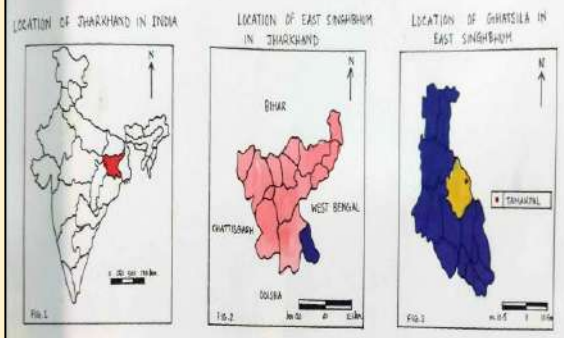 LOCATION OF JHARKHAND IN INDIA
N
FIG.1
LOCATION OF EAST SINGHBHUM
IN JHARKHAND
N
BIHAR
WEST BENGAL
CHATTISGARH
ODISHA
FIG.2
LOCATION OF GHATSILA IN
EAST SINGHBHUM
N
FIG.3